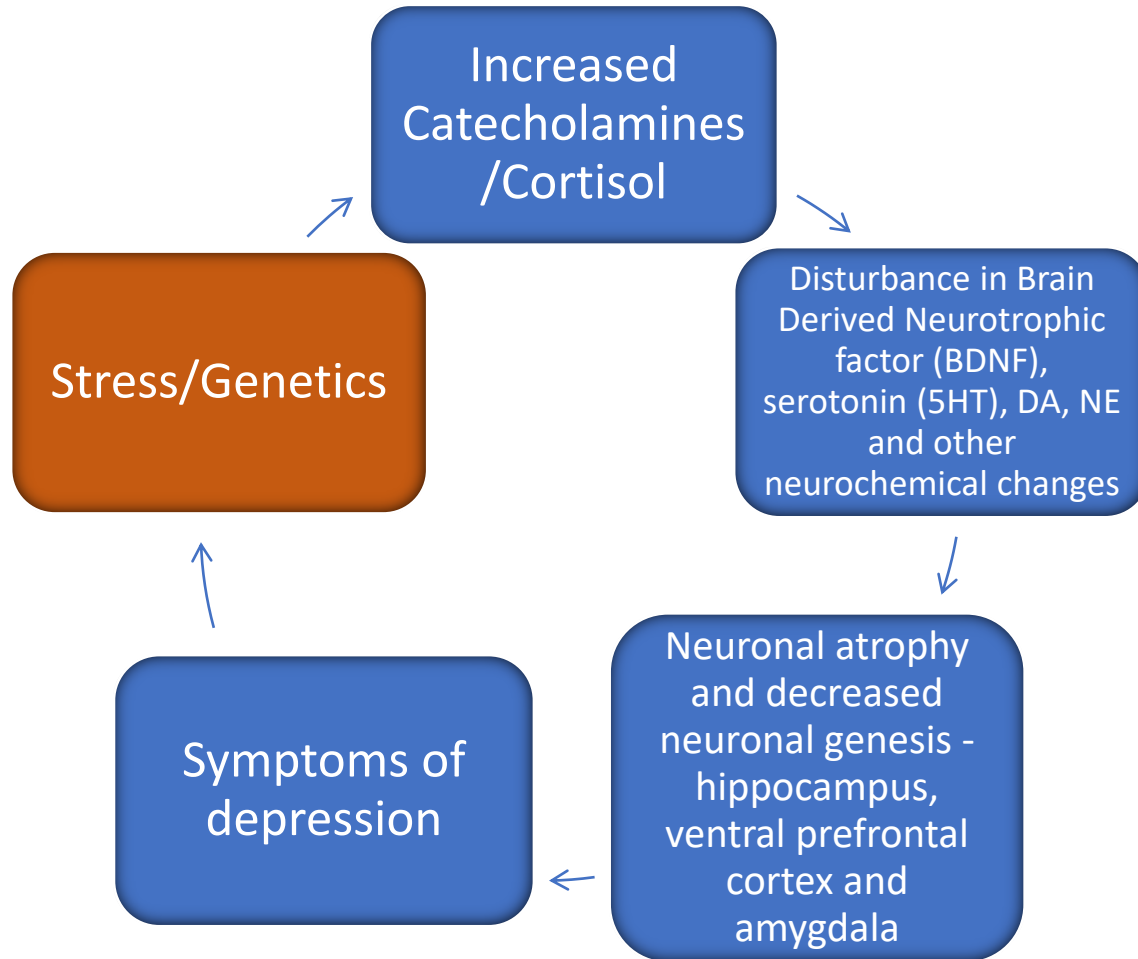 Increased
Catecholamines
/Cortisol
Stress/Genetics
Disturbance in Brain
Derived Neurotrophic
factor (BDNF),
serotonin (5HT), DA, NE
and other
neurochemical changes
Neuronal atrophy
and decreased
neuronal genesis -
hippocampus,
ventral prefrontal
cortex and
amygdala
Symptoms of
depression